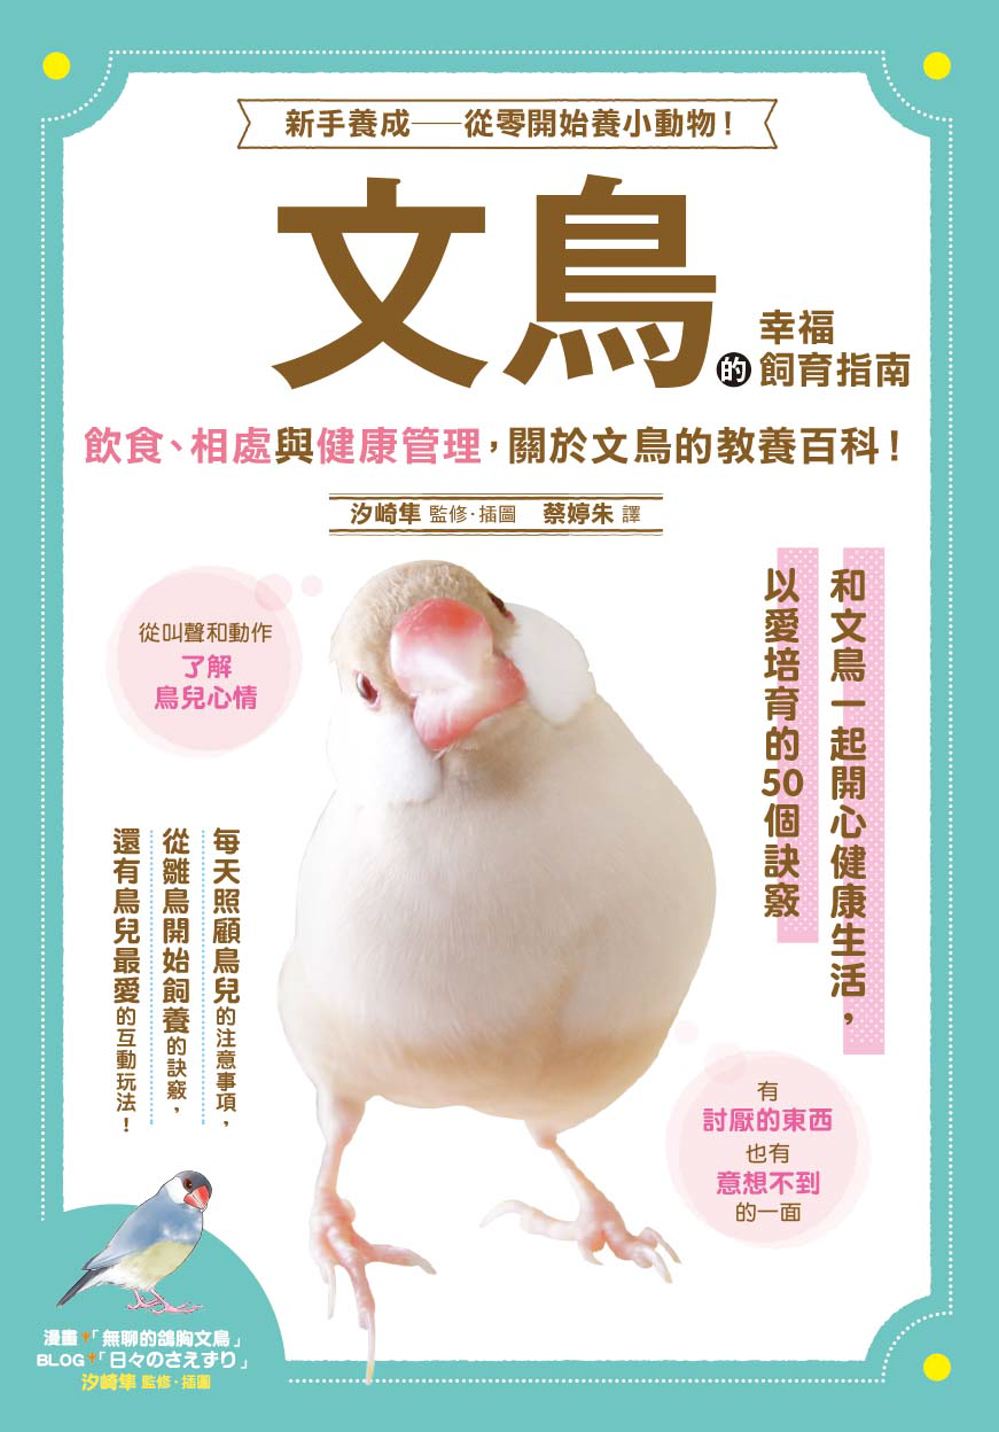 新手養成──從零開始養小動物！
文鳥的幸福飼育指南
飲食、相處與健康管理，關於文鳥的教養百科！
汐崎隼 監修·插圖　蔡婷朱 譯
和文鳥一起開心健康生活，
以愛培育的50個訣竅
從叫聲和動作
了解
鳥兒心情
每天照顧鳥兒的注意事項，
從雛鳥開始飼養的訣竅，
還有鳥兒最愛的互動玩法！
有
討厭的東西
也有
意想不到
的一面
漫畫「無聊的鴿胸文鳥」
BLOG「日々のさえずり」
汐崎隼 監修·插圖